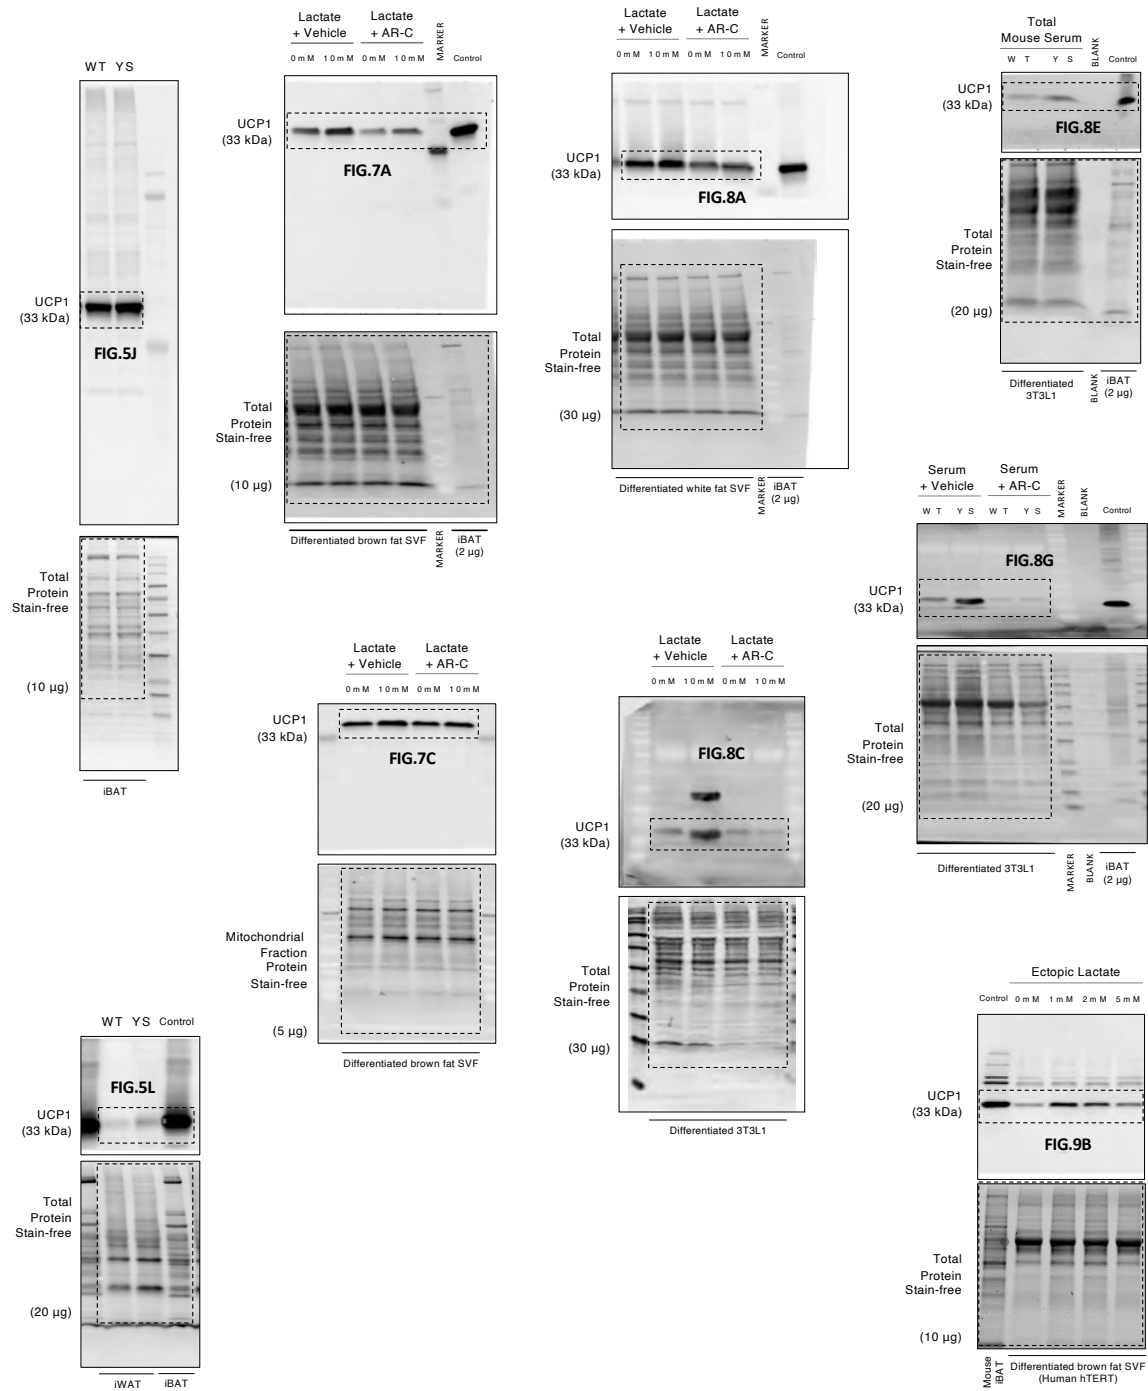 WT YS
UCP1
(33 kDa)
FIG.5J
Total
Protein
Stain-free
(10 µg)
iBAT
Lactate
+ Vehicle
Lactate
+ AR-C
MARKER
0 mM 10 mM 0 mM 10 mM Control
UCP1
(33 kDa)
FIG.7A
Total
Protein
Stain-free
(10 µg)
Differentiated brown fat SVF
MARKER
iBAT
(2 µg)
Lactate
+ Vehicle
Lactate
+ AR-C
MARKER
0 mM 10 mM 0 mM 10 mM Control
UCP1
(33 kDa)
FIG.8A
Total
Protein
Stain-free
(30 µg)
Differentiated white fat SVF
MARKER
iBAT
(2 µg)
Total
Mouse Serum
BLANK
WT YS Control
UCP1
(33 kDa)
FIG.8E
Total
Protein
Stain-free
(20 µg)
Differentiated
3T3L1
BLANK
iBAT
(2 µg)
Serum
+ Vehicle
Serum
+ AR-C
MARKER
BLANK
WT YS WT YS Control
FIG.8G
UCP1
(33 kDa)
Total
Protein
Stain-free
(20 µg)
Differentiated 3T3L1
MARKER
BLANK
iBAT
(2 µg)
Lactate
+ Vehicle
Lactate
+ AR-C
0 mM 10 mM 0 mM 10 mM
UCP1
(33 kDa)
FIG.7C
Mitochondrial
Fraction
Protein
Stain-free
(5 µg)
Differentiated brown fat SVF
Lactate
+ Vehicle
Lactate
+ AR-C
0 mM 10 mM 0 mM 10 mM
FIG.8C
UCP1
(33 kDa)
Total
Protein
Stain-free
(30 µg)
Differentiated 3T3L1
WT YS Control
FIG.5L
UCP1
(33 kDa)
Total
Protein
Stain-free
(20 µg)
iWAT iBAT
Ectopic Lactate
Control 0 mM 1 mM 2 mM 5 mM
UCP1
(33 kDa)
FIG.9B
Total
Protein
Stain-free
(10 µg)
Mouse
iBAT
Differentiated brown fat SVF
(Human hTERT)